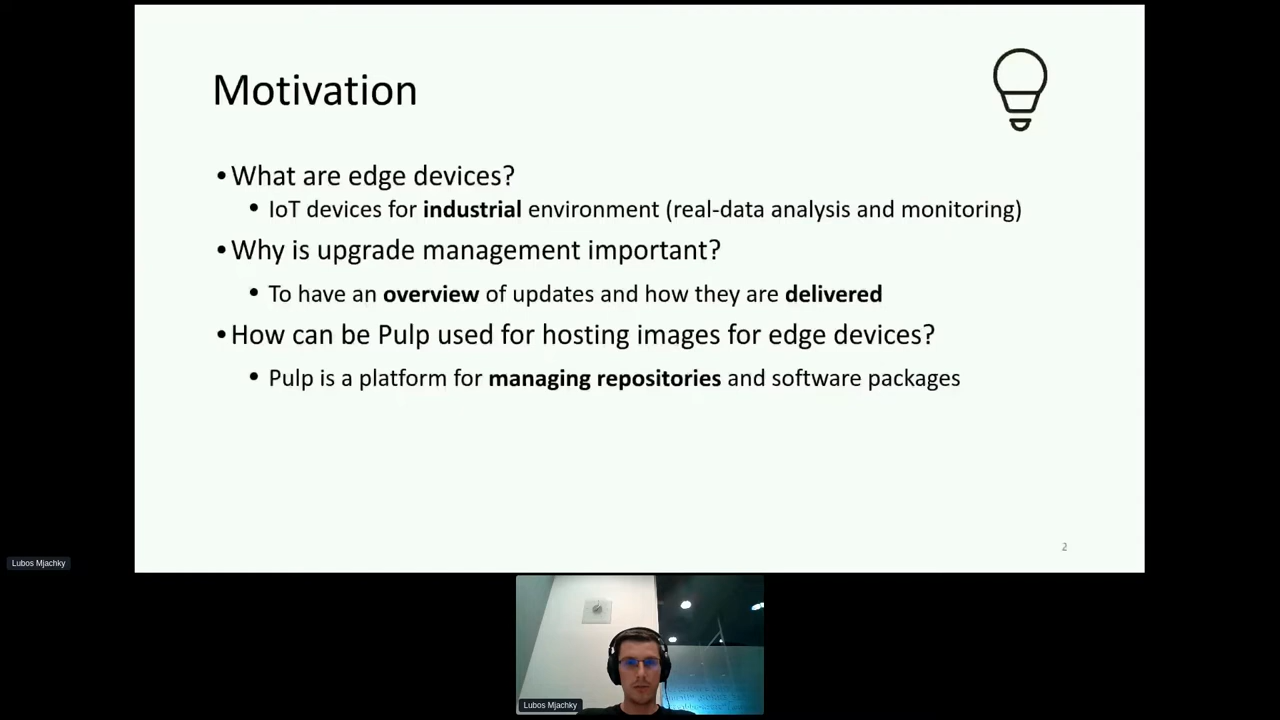 Motivation
•What are edge devices?
• IoT devices for industrial environment (real-data analysis and monitoring)
•Why is upgrade management important?
• To have an overview of updates and how they are delivered
•How can be Pulp used for hosting images for edge devices?
• Pulp is a platform for managing repositories and software packages
2
Lubos Mjachky
Lubos Mjachky